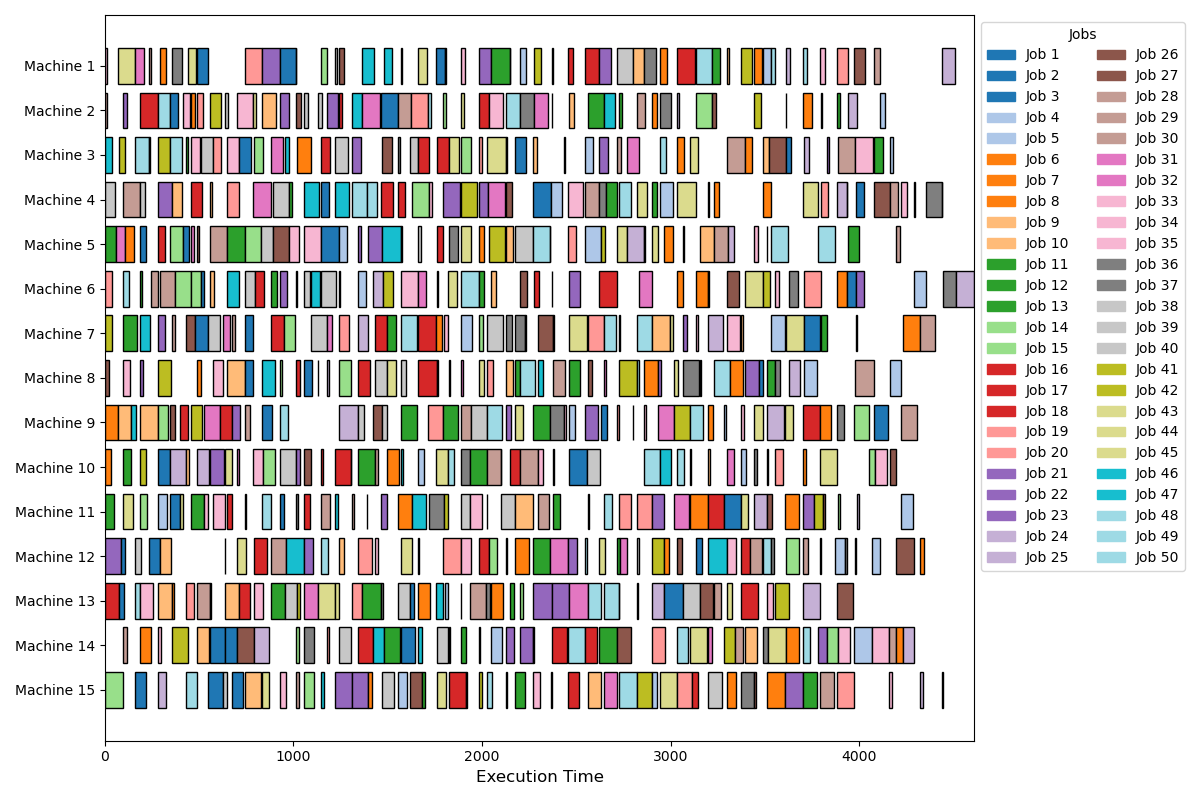 Machine 1
Machine 2
Machine 3
Machine 4
Machine 5
Machine 6
Machine 7
Machine 8
Machine 9
Machine 10
Machine 11
Machine 12
Machine 13
Machine 14
Machine 15
0 1000 2000 3000 4000
Execution Time
Jobs
Job 1
Job 2
Job 3
Job 4
Job 5
Job 6
Job 7
Job 8
Job 9
Job 10
Job 11
Job 12
Job 13
Job 14
Job 15
Job 16
Job 17
Job 18
Job 19
Job 20
Job 21
Job 22
Job 23
Job 24
Job 25
Job 26
Job 27
Job 28
Job 29
Job 30
Job 31
Job 32
Job 33
Job 34
Job 35
Job 36
Job 37
Job 38
Job 39
Job 40
Job 41
Job 42
Job 43
Job 44
Job 45
Job 46
Job 47
Job 48
Job 49
Job 50